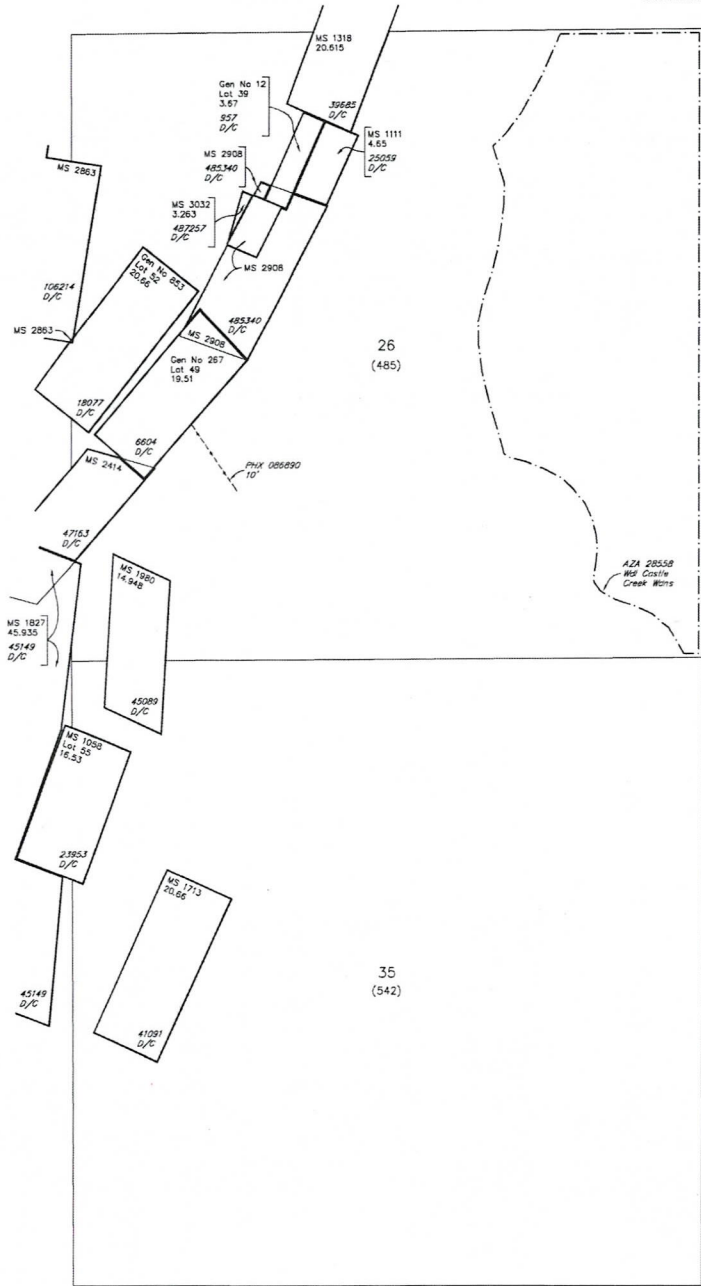 MS 1318
20.615
39685
D/C
Gen No 12
Lot 39
3.67
957
D/C
MS 1111
4.65
25059
D/C
MS 2908
485340
D/C
MS 3032
3.263
487257
D/C
MS 2908
MS 2863
106214
D/C
MS 2863
Gen No 853
Lot 52
20.66
18077
D/C
485340
D/C
MS 2908
Gen No 267
Lot 49
19.51
6604
D/C
26
(485)
PHX 086890
10'
MS 2414
47163
D/C
AZA 28558
Wdl Castle
Creek Wlns
MS 1980
14.948
45089
D/C
MS 1827
45.935
45149
D/C
MS 1058
Lot 55
16.53
23953
D/C
MS 1713
20.66
41091
D/C
45149
D/C
35
(542)